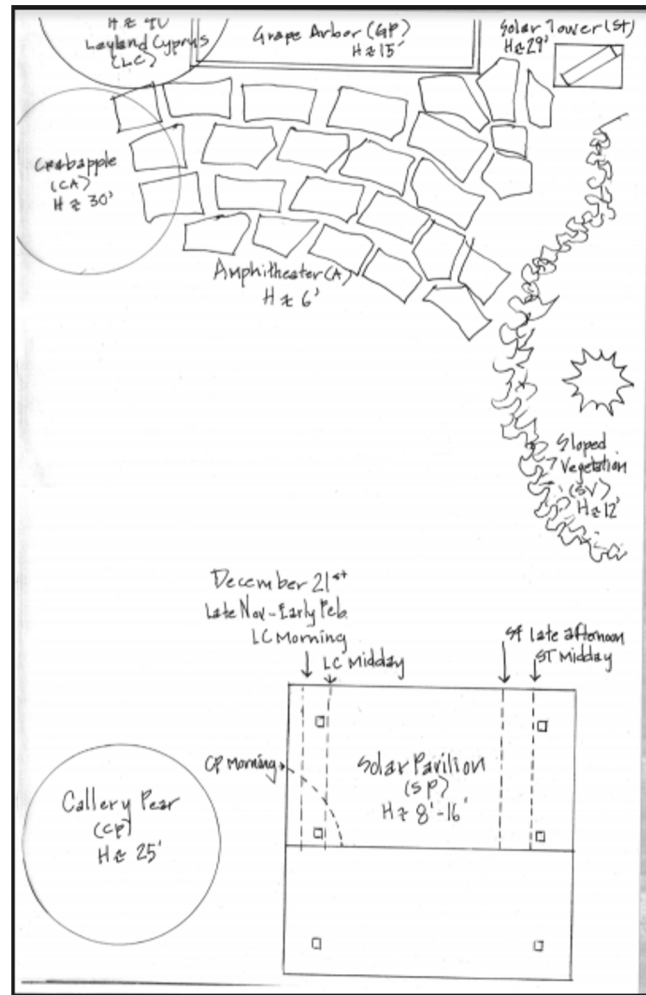 H ≈ 40'
Leyland Cyprus
(LC)
Grape Arbor (GP)
H ≈ 15'
Solar Tower (ST)
H ≈ 29'
Crabapple
(CA)
H ≈ 30'
Amphitheater (A)
H ≈ 6'
Sloped
Vegetation
(SV)
H ≈ 12'
December 21st
Late Nov-Early Feb
LC Morning
LC Midday
ST late afternoon
ST Midday
CP Morning
Solar Pavilion
(SP)
H ≈ 8'-16'
Callery Pear
(CP)
H ≈ 25'